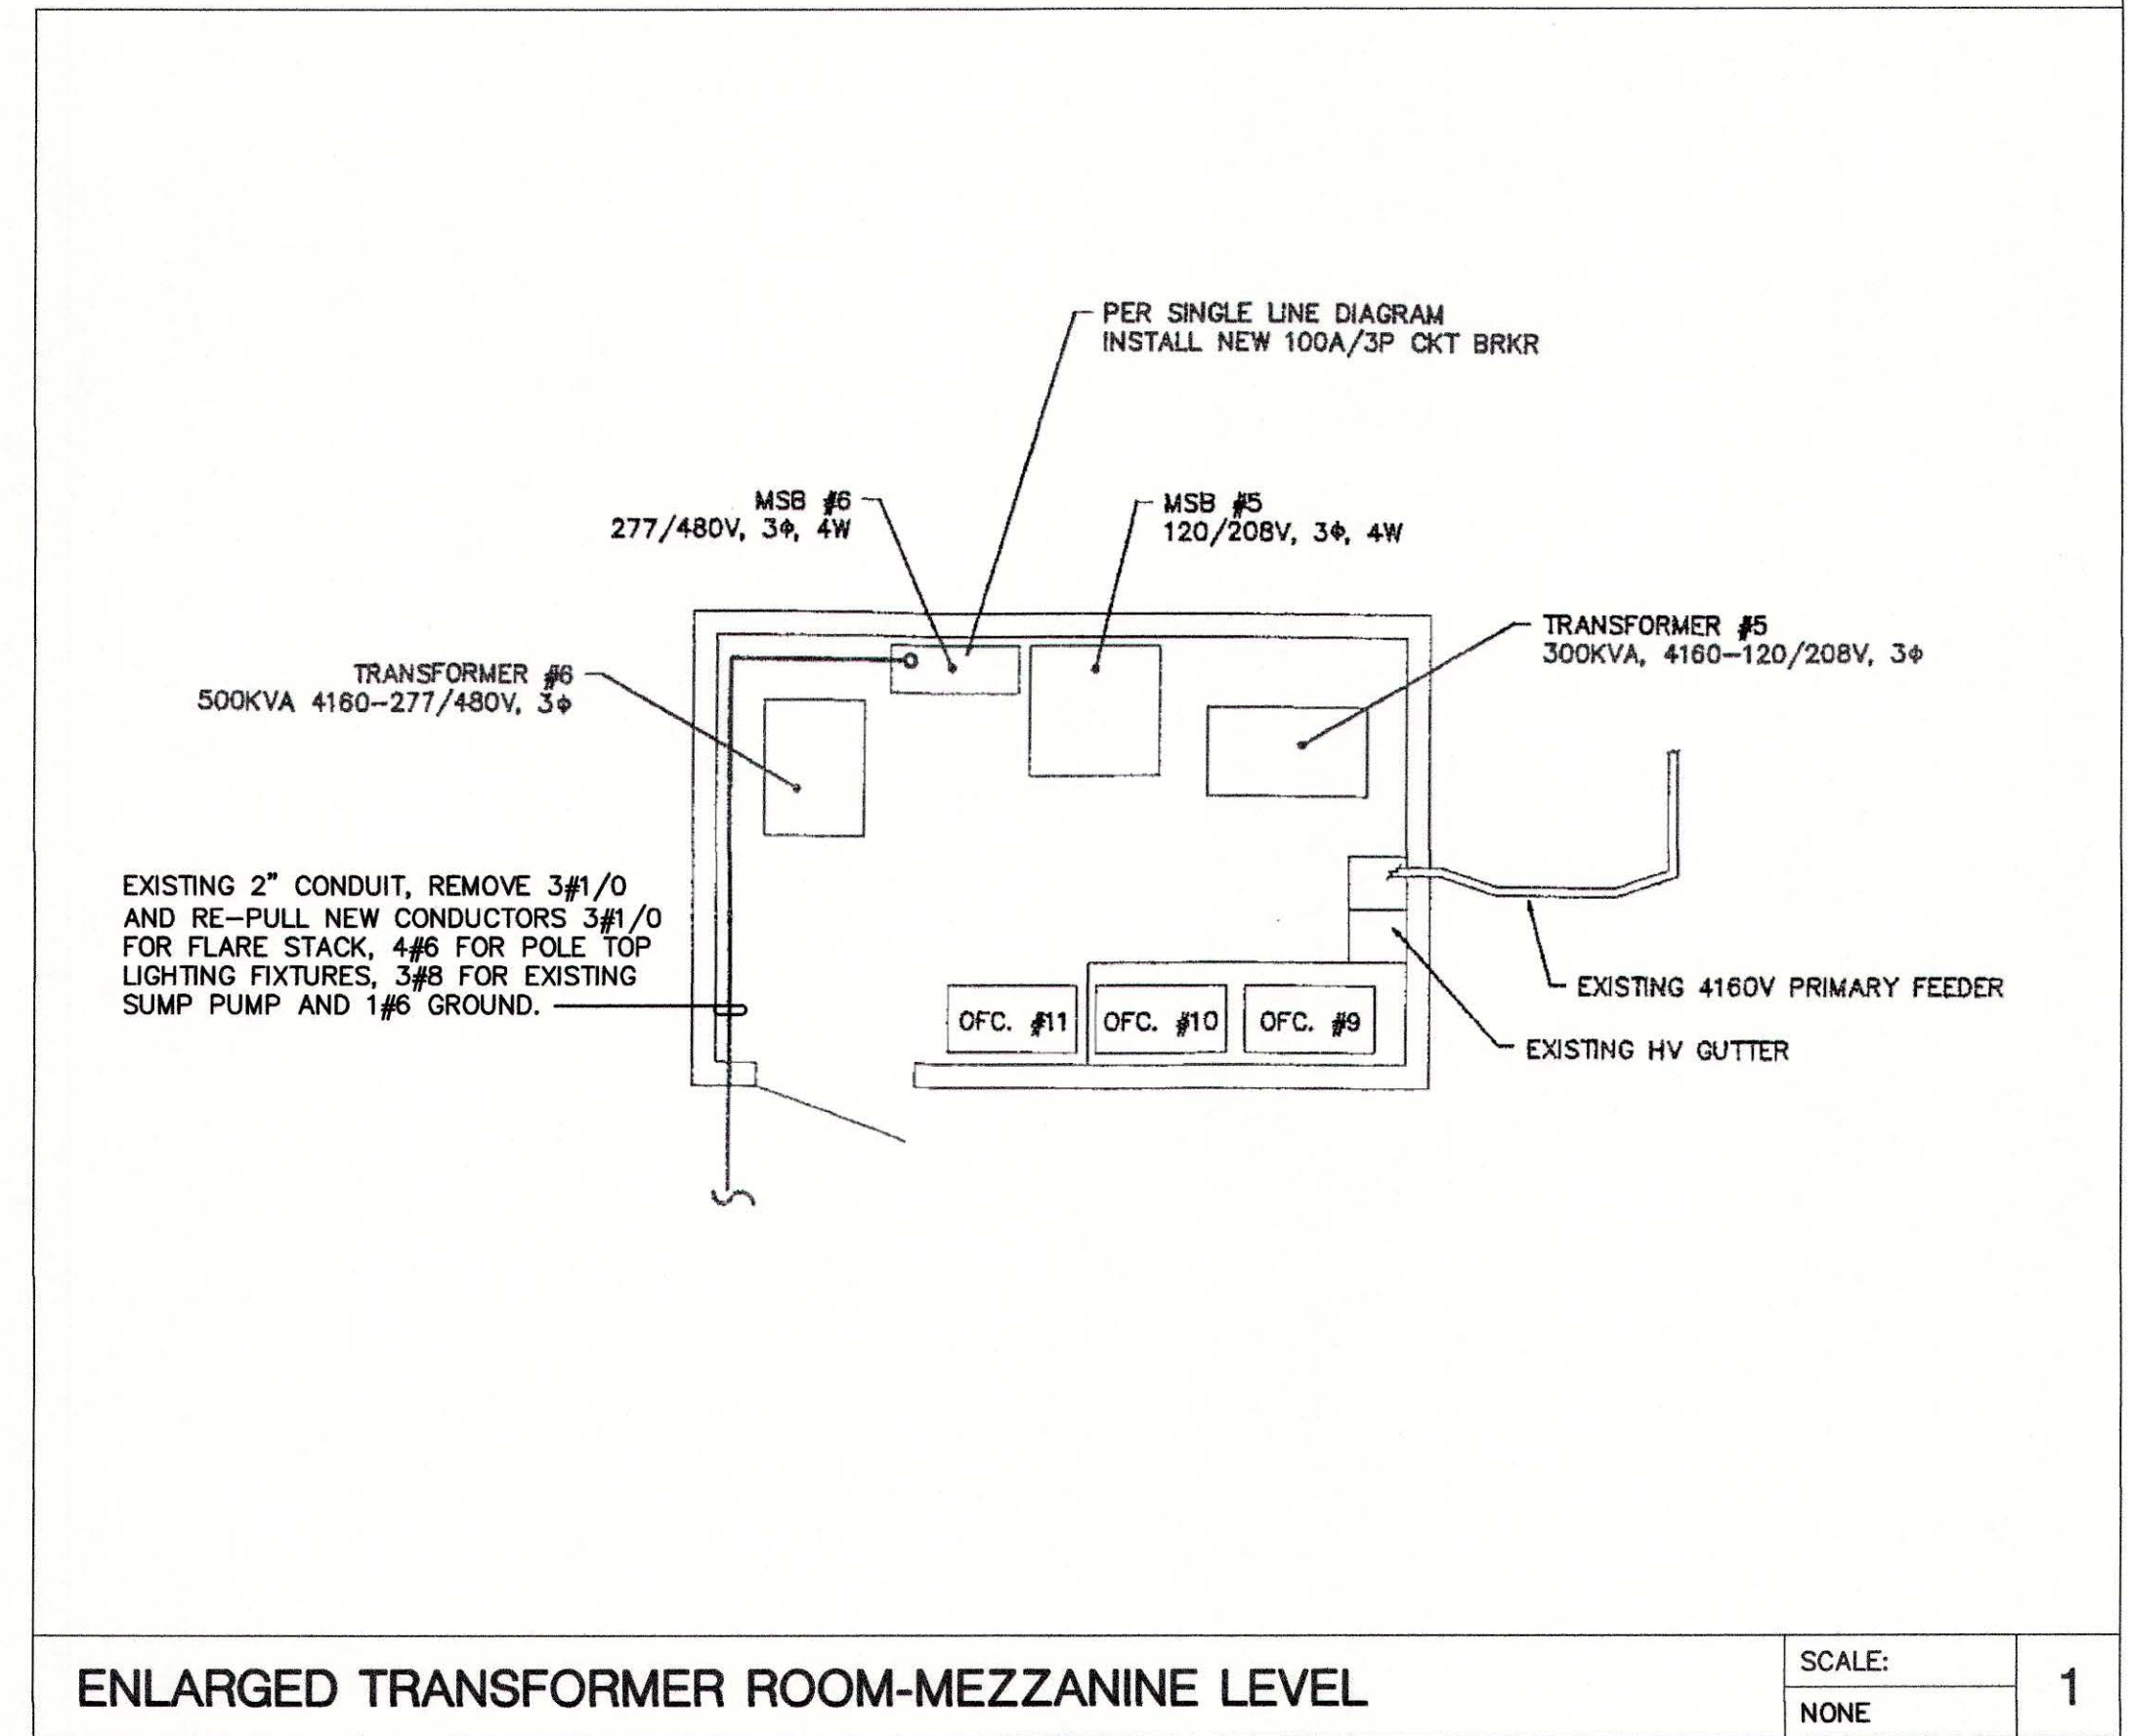 PER SINGLE LINE DIAGRAM
INSTALL NEW 100A/3P CKT BRKR
MSB #6
277/480V, 3Φ, 4W
MSB #5
120/208V, 3Φ, 4W
TRANSFORMER #5
300KVA, 4160-120/208V, 3Φ
TRANSFORMER #6
500KVA 4160-277/480V, 3Φ
EXISTING 2" CONDUIT, REMOVE 3#1/0
AND RE-PULL NEW CONDUCTORS 3#1/0
FOR FLARE STACK, 4#6 FOR POLE TOP
LIGHTING FIXTURES, 3#8 FOR EXISTING
SUMP PUMP AND 1#6 GROUND.
EXISTING 4160V PRIMARY FEEDER
OFC. #11
OFC. #10
OFC. #9
EXISTING HV GUTTER
ENLARGED TRANSFORMER ROOM-MEZZANINE LEVEL
SCALE:
NONE
1